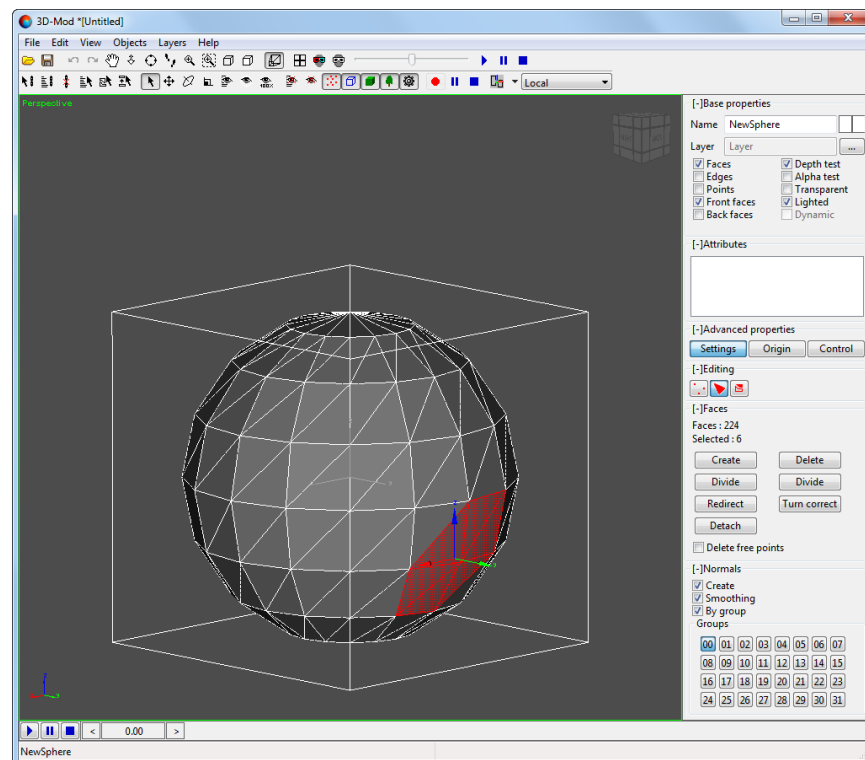 3D-Mod *[Untitled]
File Edit View Objects Layers Help
100%
Local
Perspective
[-]Base properties
Name NewSphere
Layer Layer ...
Faces Depth test
Edges Alpha test
Points Transparent
Front faces Lighted
Back faces Dynamic
[-]Attributes
[-]Advanced properties
Settings Origin Control
[-]Editing
[-]Faces
Faces : 224
Selected : 6
Create Delete
Divide Divide
Redirect Turn correct
Detach
Delete free points
[-]Normals
Create
Smoothing
By group
Groups
00 01 02 03 04 05 06 07
08 09 10 11 12 13 14 15
16 17 18 19 20 21 22 23
24 25 26 27 28 29 30 31
< 0.00 >
NewSphere